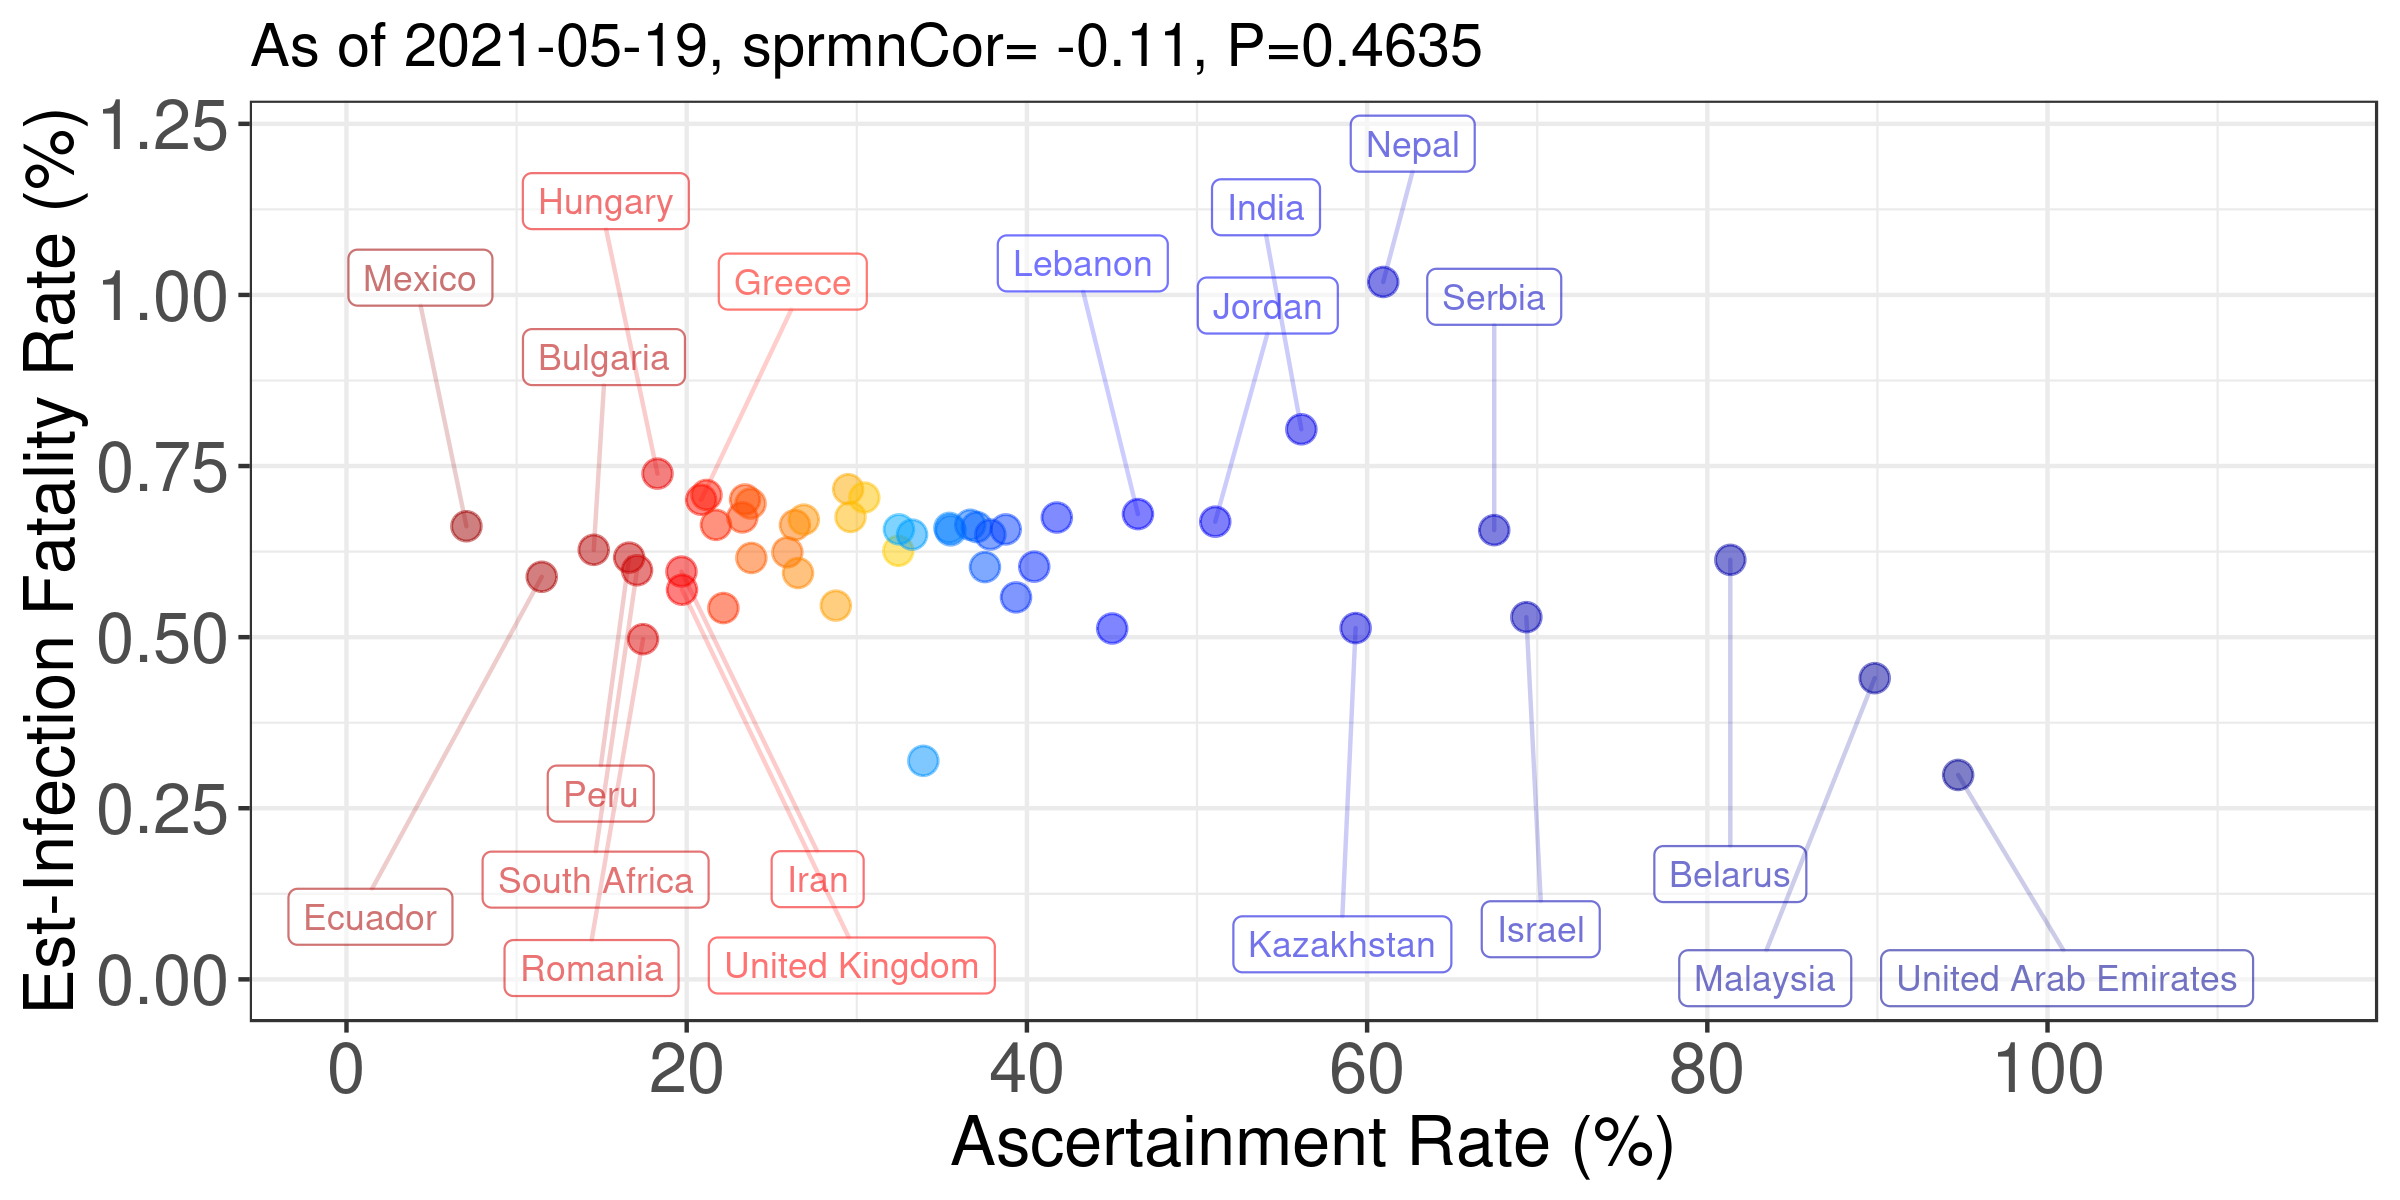 As of 2021-05-19, sprmnCor= -0.11, P=0.4635
Est-Infection Fatality Rate (%)
1.25
1.00
0.75
0.50
0.25
0.00
Nepal
Hungary
India
Lebanon
Mexico
Greece
Jordan
Serbia
Bulgaria
Peru
South Africa
Iran
Belarus
Ecuador
Kazakhstan
Israel
Romania
United Kingdom
Malaysia
United Arab Emirates
0
20
40
60
80
100
Ascertainment Rate (%)